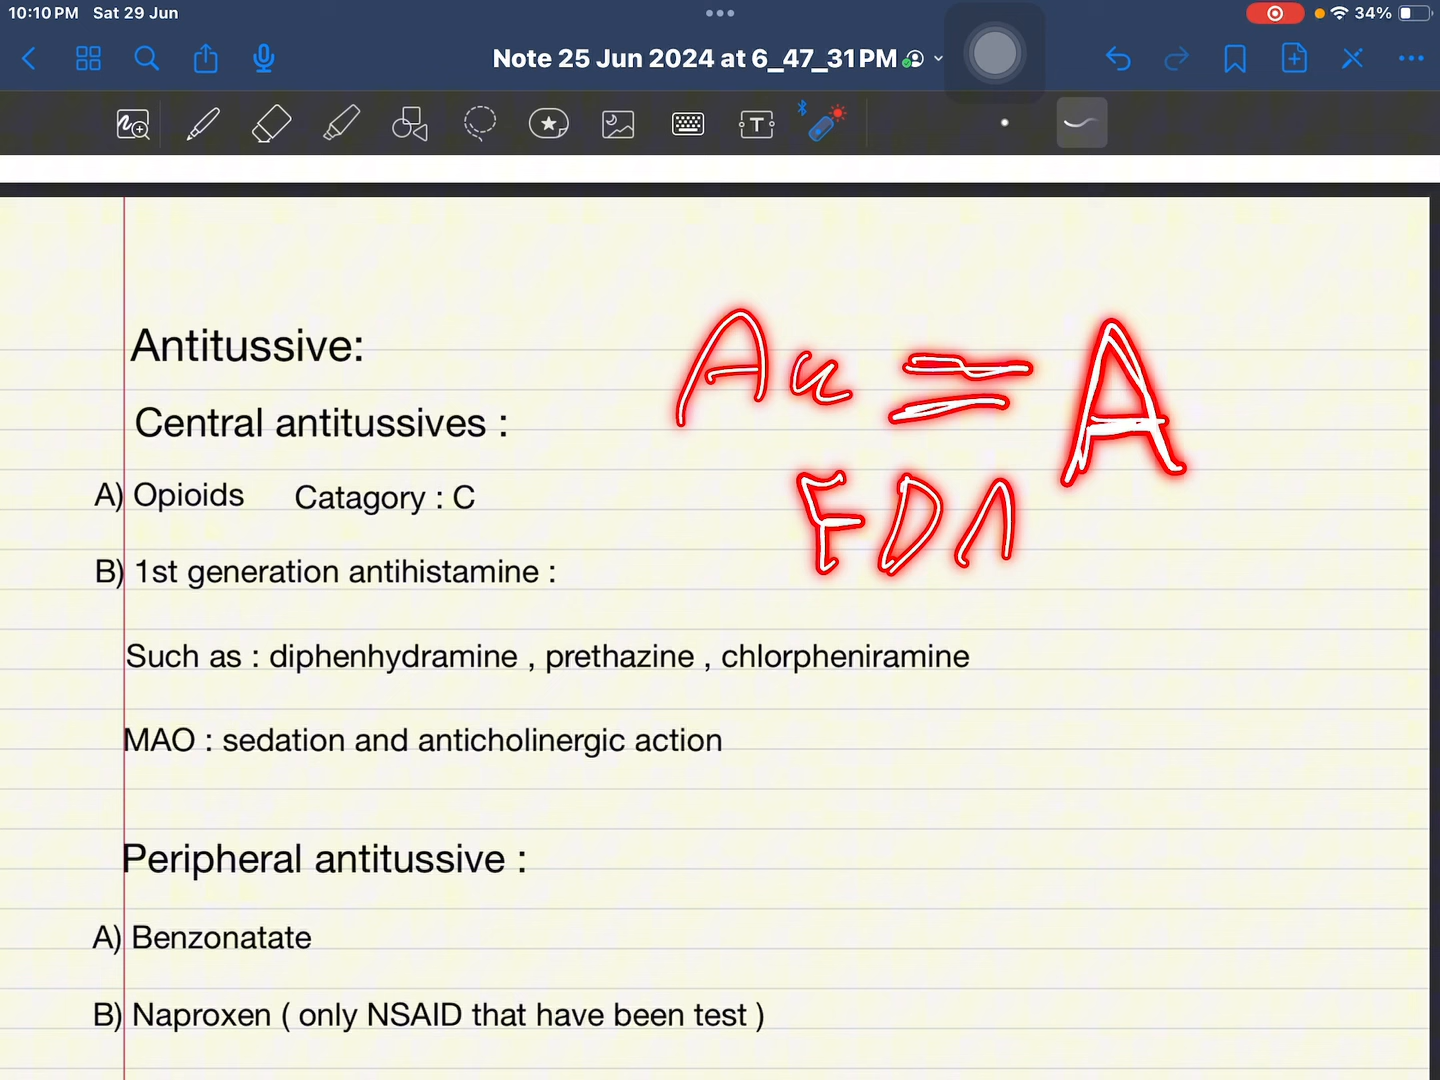 10:10 PM Sat 29 Jun
34%
Note 25 Jun 2024 at 6_47_31 PM
T
Antitussive:
Au = A
Central antitussives :
A) Opioids Catagory : C
FDA
B) 1st generation antihistamine :
Such as : diphenhydramine , prethazine , chlorpheniramine
MAO : sedation and anticholinergic action
Peripheral antitussive :
A) Benzonatate
B) Naproxen ( only NSAID that have been test )